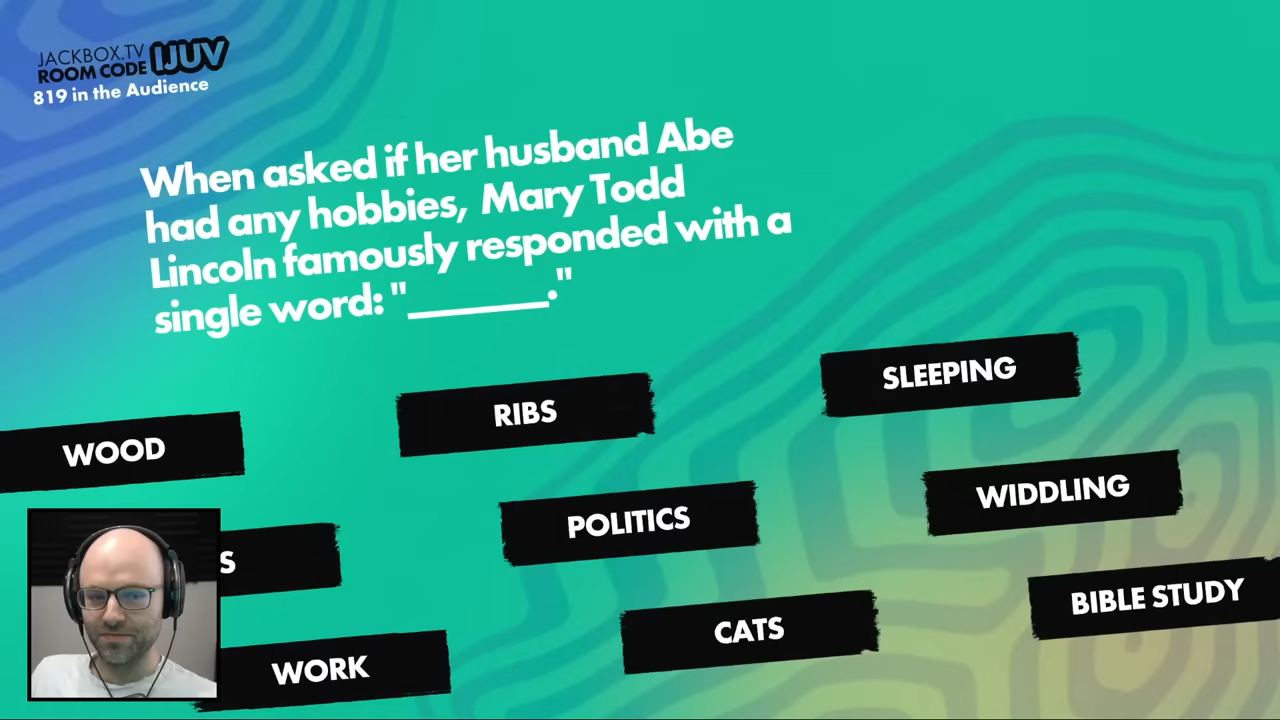 JACKBOX.TV
ROOM CODE IJUV
819 in the Audience
When asked if her husband Abe
had any hobbies, Mary Todd
Lincoln famously responded with a
single word: "_______."
SLEEPING
RIBS
WOOD
WIDDLING
POLITICS
S
BIBLE STUDY
CATS
WORK